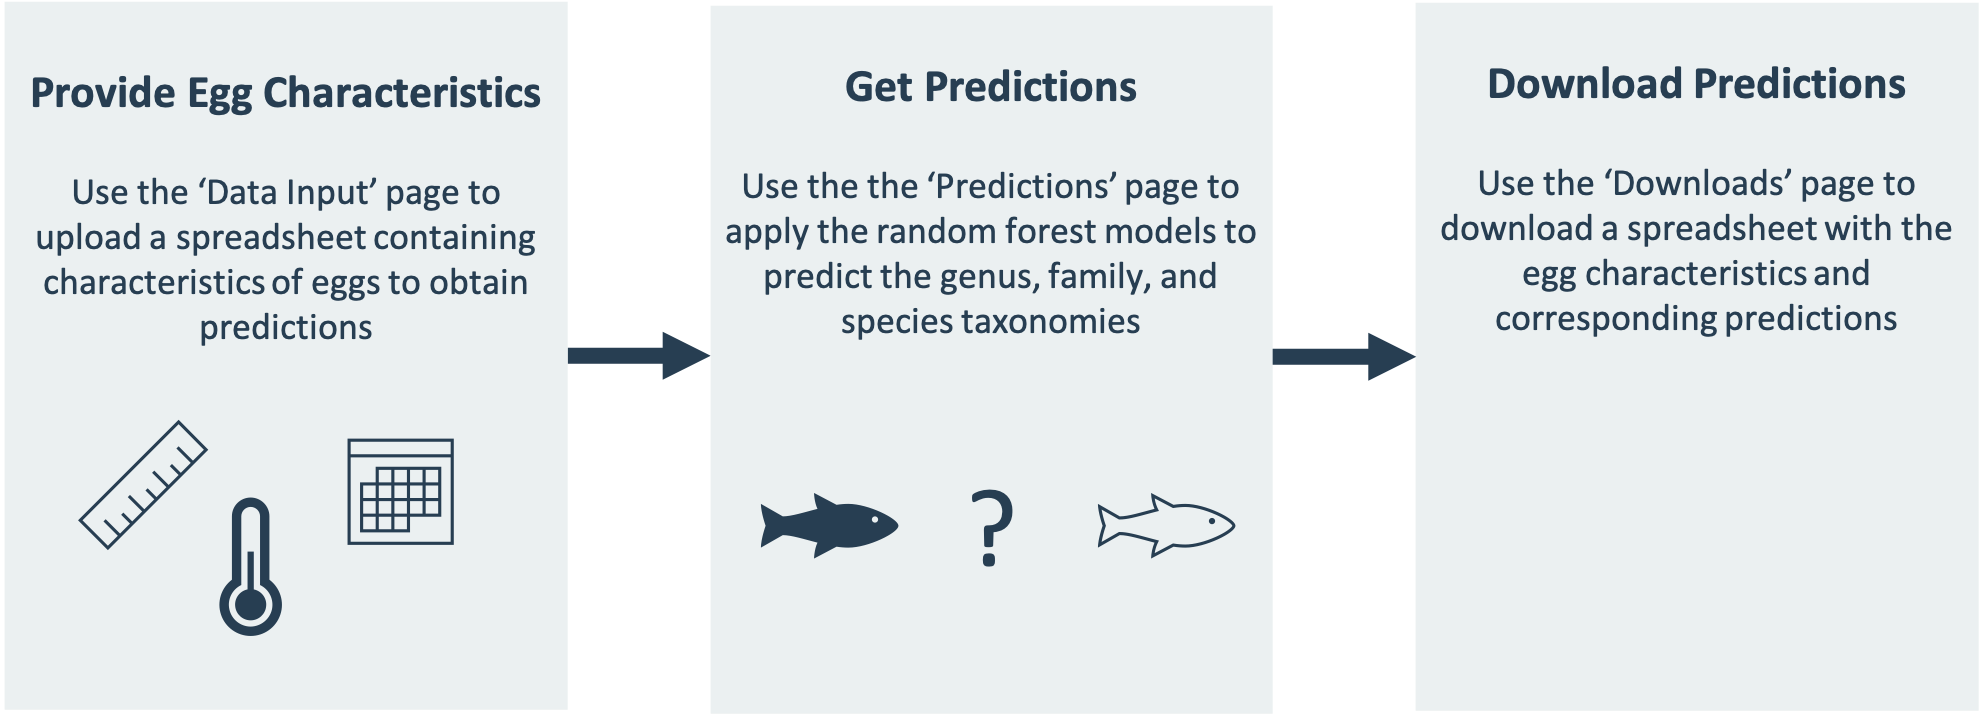 Provide Egg Characteristics
Use the ‘Data Input’ page to
upload a spreadsheet containing
characteristics of eggs to obtain
predictions
Get Predictions
Use the the ‘Predictions’ page to
apply the random forest models to
predict the genus, family, and
species taxonomies
?
Download Predictions
Use the ‘Downloads’ page to
download a spreadsheet with the
egg characteristics and
corresponding predictions